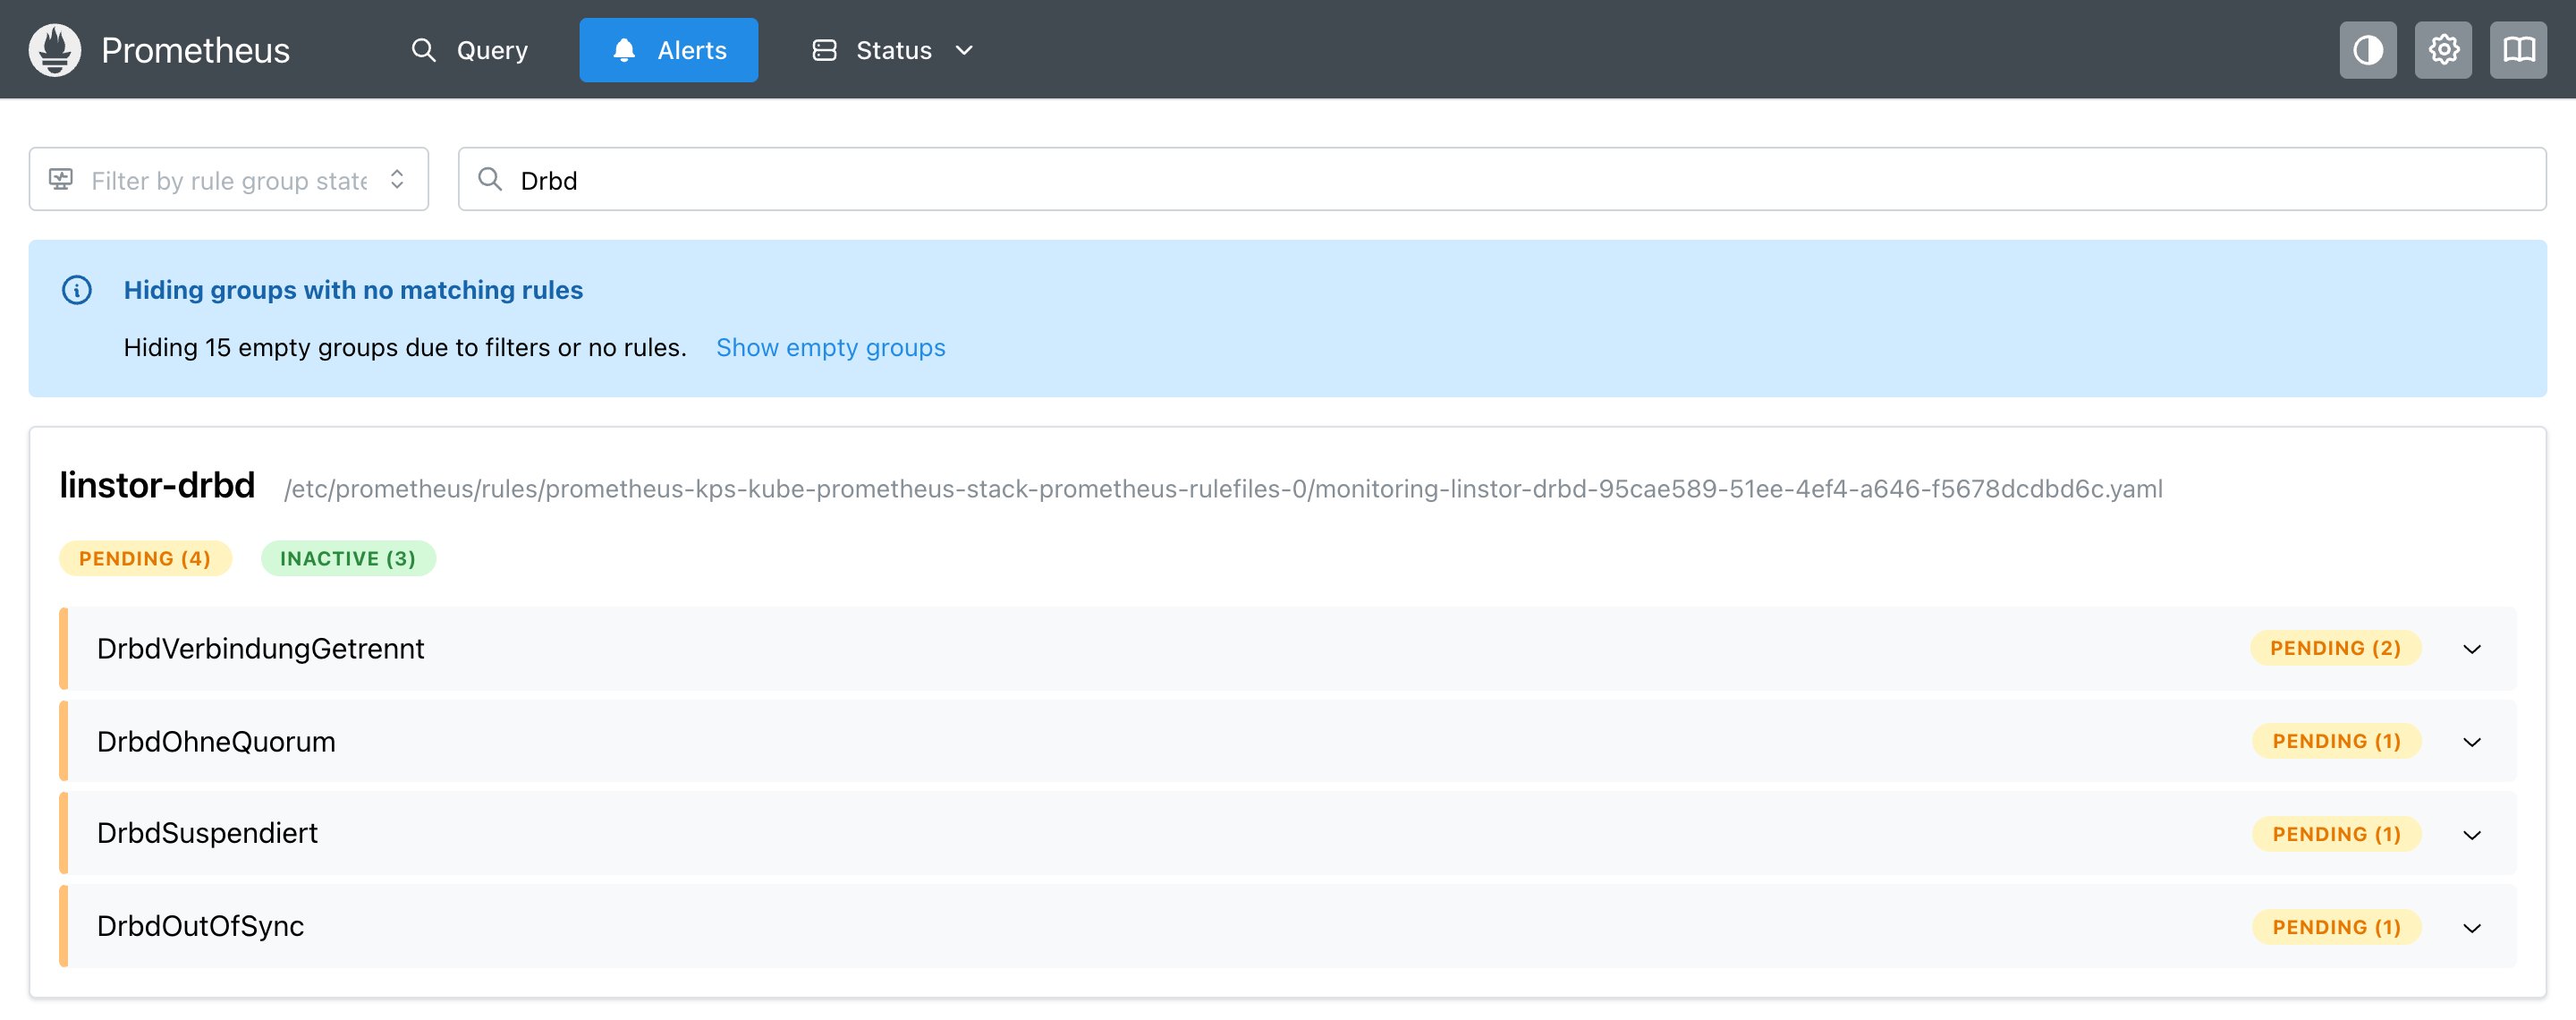 Prometheus Query Alerts Status
Filter by rule group state Drbd
Hiding groups with no matching rules
Hiding 15 empty groups due to filters or no rules. Show empty groups
linstor-drbd /etc/prometheus/rules/prometheus-kps-kube-prometheus-stack-prometheus-rulefiles-0/monitoring-linstor-drbd-95cae589-51ee-4ef4-a646-f5678dcdbd6c.yaml
PENDING (4) INACTIVE (3)
DrbdVerbindungGetrennt PENDING (2)
DrbdOhneQuorum PENDING (1)
DrbdSuspendiert PENDING (1)
DrbdOutOfSync PENDING (1)